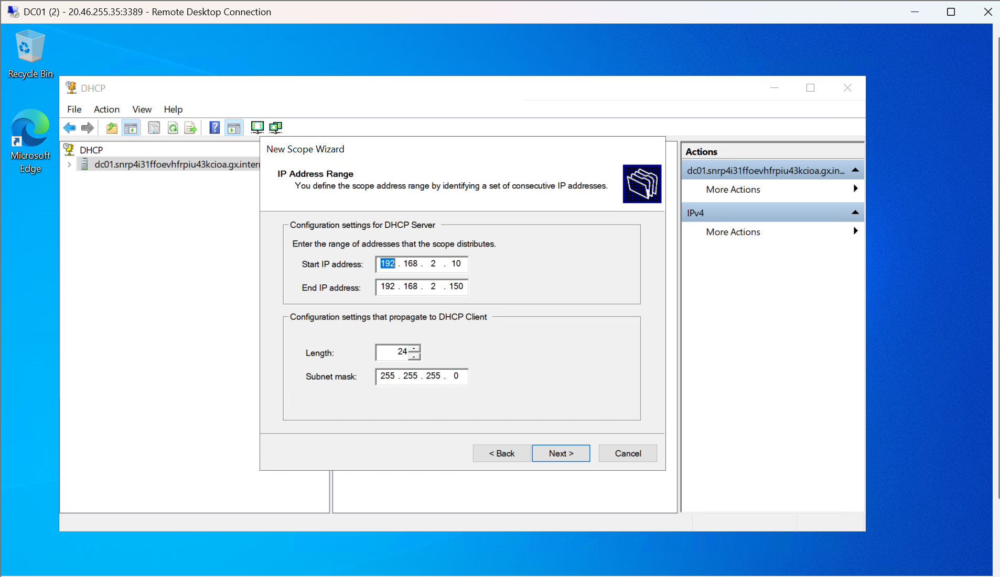 DC01 (2) - 20.46.255.35:3389 - Remote Desktop Connection
Recycle Bin
Microsoft
Edge
DHCP
File Action View Help
DHCP
dc01.snrp4i31ffoevhfrpiu43kcioa.gx.intern
New Scope Wizard
IP Address Range
You define the scope address range by identifying a set of consecutive IP addresses.
Configuration settings for DHCP Server
Enter the range of addresses that the scope distributes.
Start IP address: 192 . 168 . 2 . 10
End IP address: 192 . 168 . 2 . 150
Configuration settings that propagate to DHCP Client
Length: 24
Subnet mask: 255 . 255 . 255 . 0
< Back Next > Cancel
Actions
dc01.snrp4i31ffoevhfrpiu43kcioa.gx.in...
More Actions
IPv4
More Actions